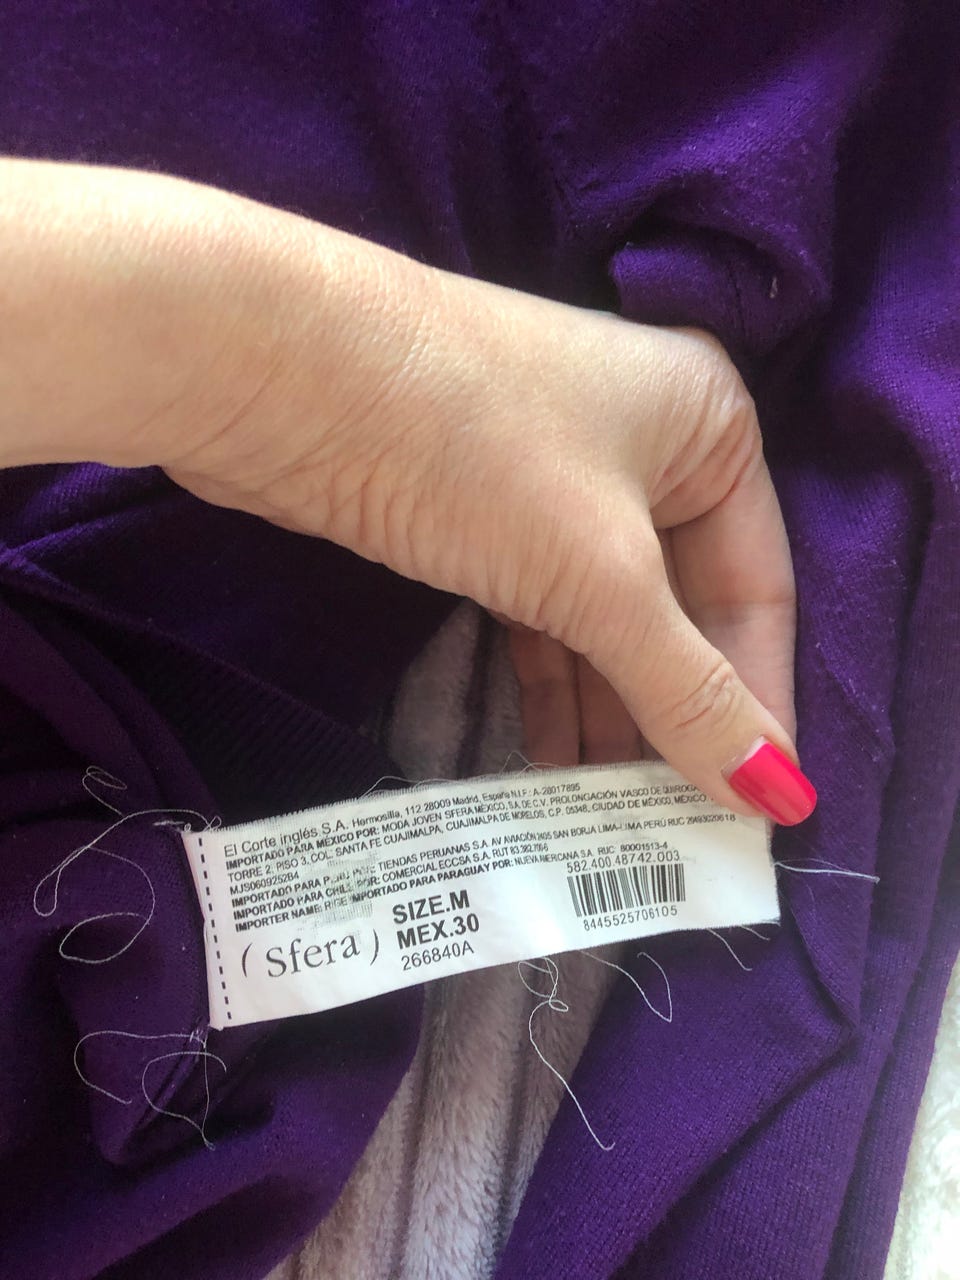 El Corte inglés S.A. Hermosilla, 112 28009 Madrid, España N.I.F.: A-28017895
IMPORTADO PARA MÉXICO POR: MODA JOVEN SFERA MÉXICO, S.A. DE C.V. PROLONGACIÓN VASCO DE QUIROGA
TORRE 2, PISO 3, COL. SANTA FE CUAJIMALPA, CUAJIMALPA DE MORELOS, C.P. 05348, CIUDAD DE MÉXICO, MÉXICO.
MJS0609252B4
IMPORTADO PARA TIENDAS PERUANAS S.A. AV AVIACIÓN 2405 SAN BORJA LIMA-LIMA PERÚ RUC 20493020618
IMPORTADO PARA CHILE POR: COMERCIAL ECCSA S.A. RUT 83.382.700-6
IMPORTER NAME: RISE IMPORTADO PARA PARAGUAY POR: NUEVA AMERICANA S.A. RUC 80001513-4
582.400.48742.003
(Sfera)
SIZE.M
MEX.30
266840A
8445525706105